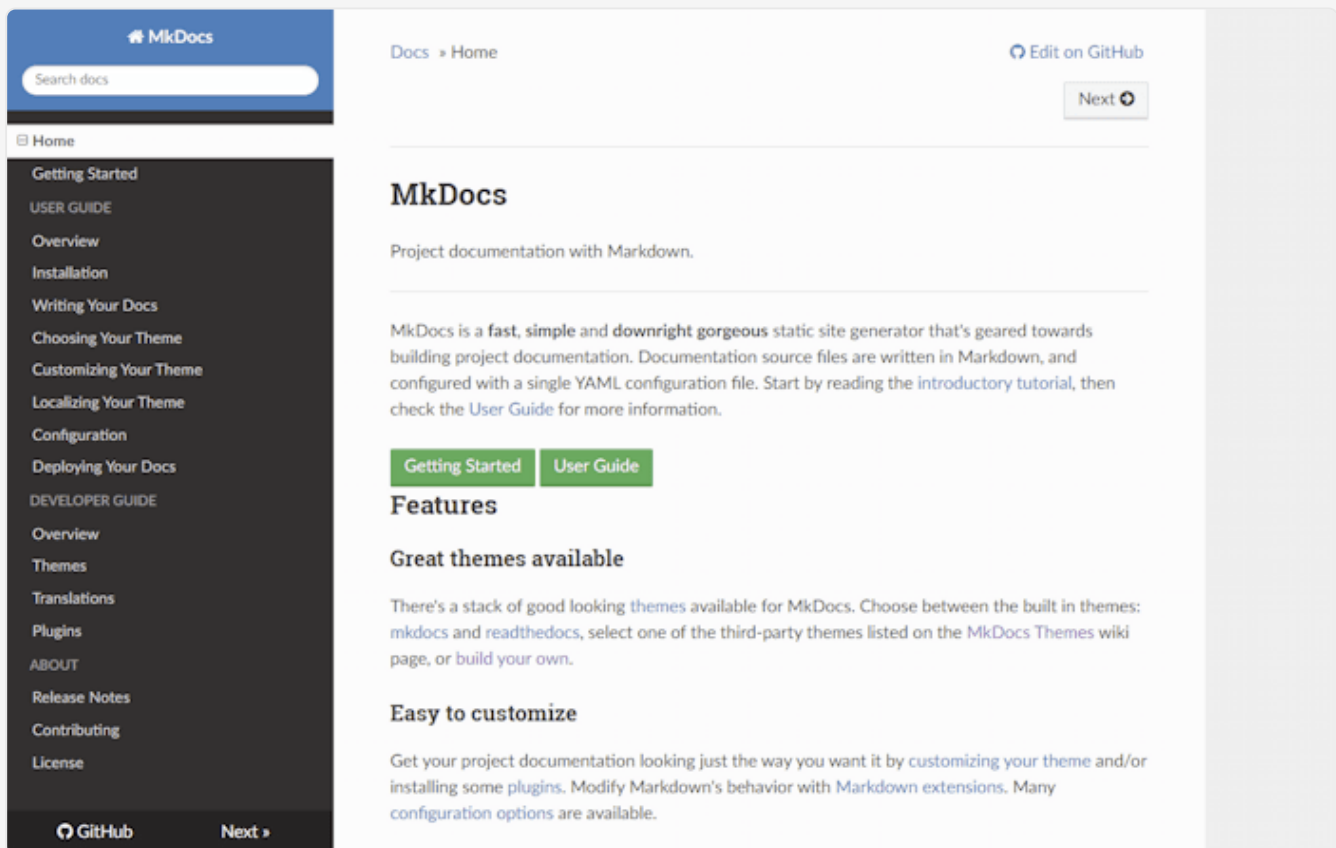 MkDocs
Search docs
Home
Getting Started
USER GUIDE
Overview
Installation
Writing Your Docs
Choosing Your Theme
Customizing Your Theme
Localizing Your Theme
Configuration
Deploying Your Docs
DEVELOPER GUIDE
Overview
Themes
Translations
Plugins
ABOUT
Release Notes
Contributing
License
GitHub Next »
Docs » Home
Edit on GitHub
Next
MkDocs
Project documentation with Markdown.
MkDocs is a fast, simple and downright gorgeous static site generator that's geared towards
building project documentation. Documentation source files are written in Markdown, and
configured with a single YAML configuration file. Start by reading the introductory tutorial, then
check the User Guide for more information.
Getting Started User Guide
Features
Great themes available
There's a stack of good looking themes available for MkDocs. Choose between the built in themes:
mkdocs and readthedocs, select one of the third-party themes listed on the MkDocs Themes wiki
page, or build your own.
Easy to customize
Get your project documentation looking just the way you want it by customizing your theme and/or
installing some plugins. Modify Markdown's behavior with Markdown extensions. Many
configuration options are available.